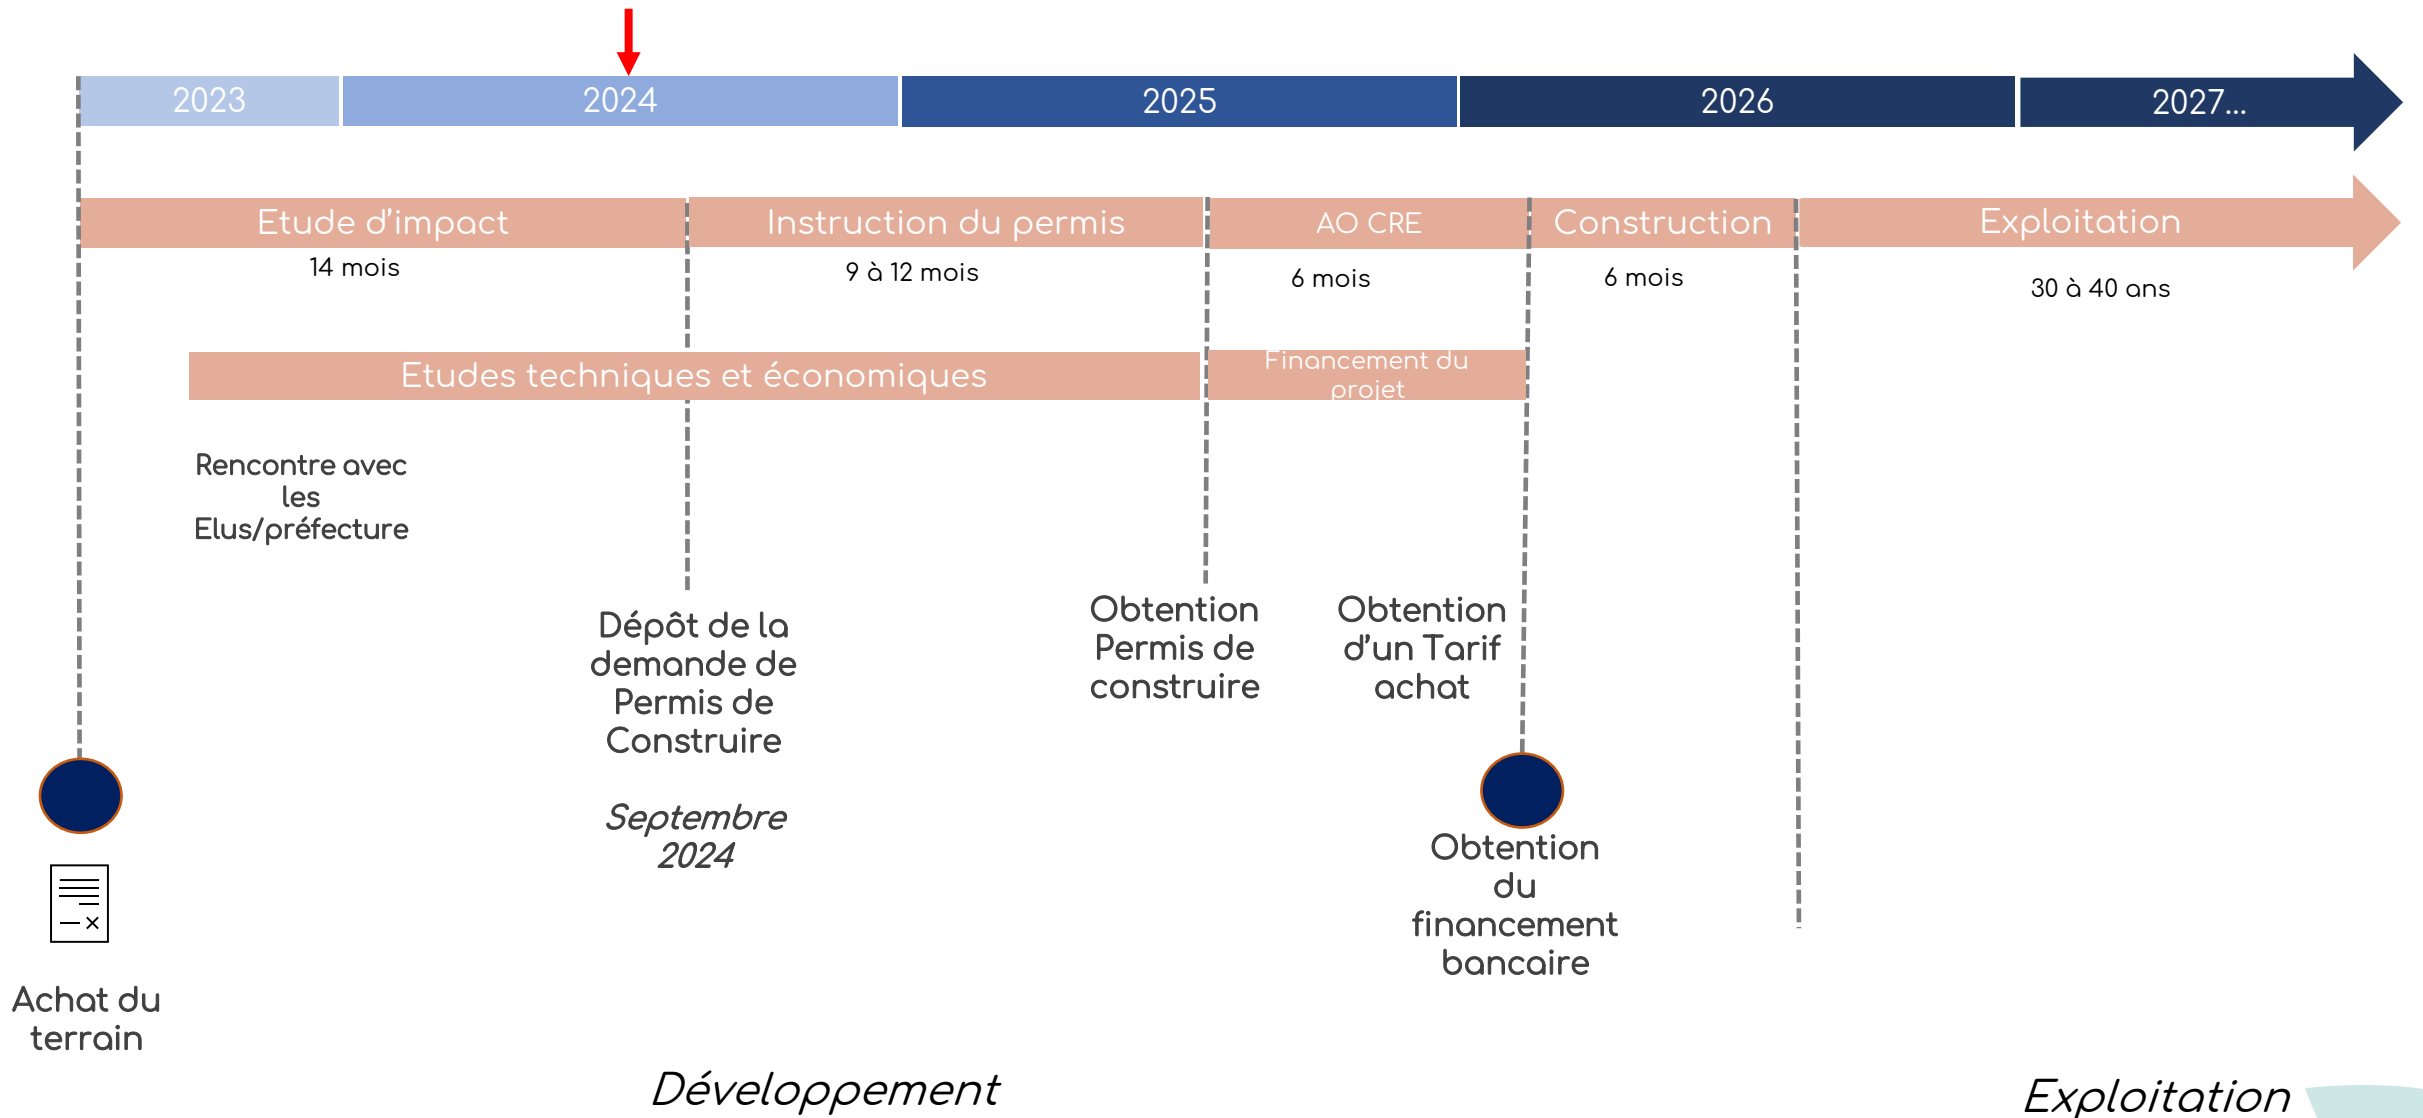 2023
2024
2025
2026
2027...
Etude d’impact
Instruction du permis
AO CRE
Construction
Exploitation
14 mois
9 à 12 mois
6 mois
6 mois
30 à 40 ans
Etudes techniques et économiques
Financement du
projet
Rencontre avec
les
Elus/préfecture
Dépôt de la
demande de
Permis de
Construire
Septembre
2024
Obtention
Permis de
construire
Obtention
d’un Tarif
achat
Obtention
du
financement
bancaire
Achat du
terrain
Développement
Exploitation